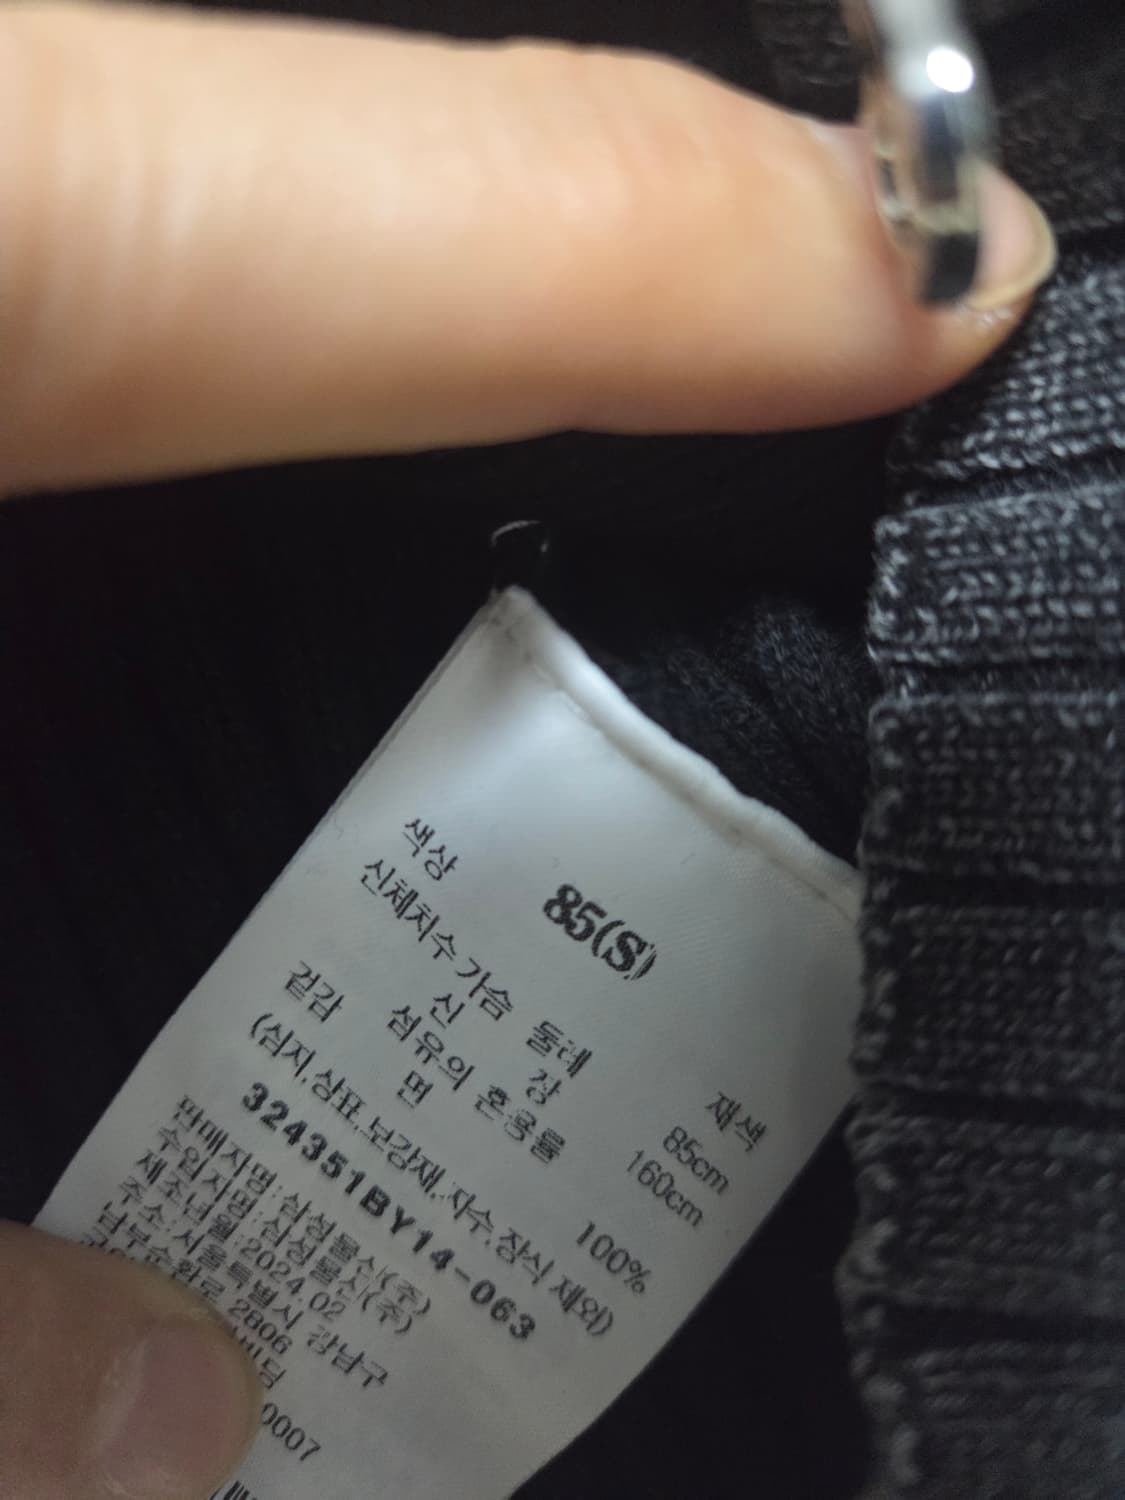 85(S)
색상 재색
신체치수 가슴 둘레 85cm
신 장 160cm
섬유의 혼용률
겉감 면 100%
(심지,상표,보강재,자수,장식 제외)
324351BY14-063
판매자명:삼성물산(주)
수입자명:삼성물산(주)
제조년월:2024.02
주소:서울특별시 강남구
남부순환로 2806
빌딩
0007